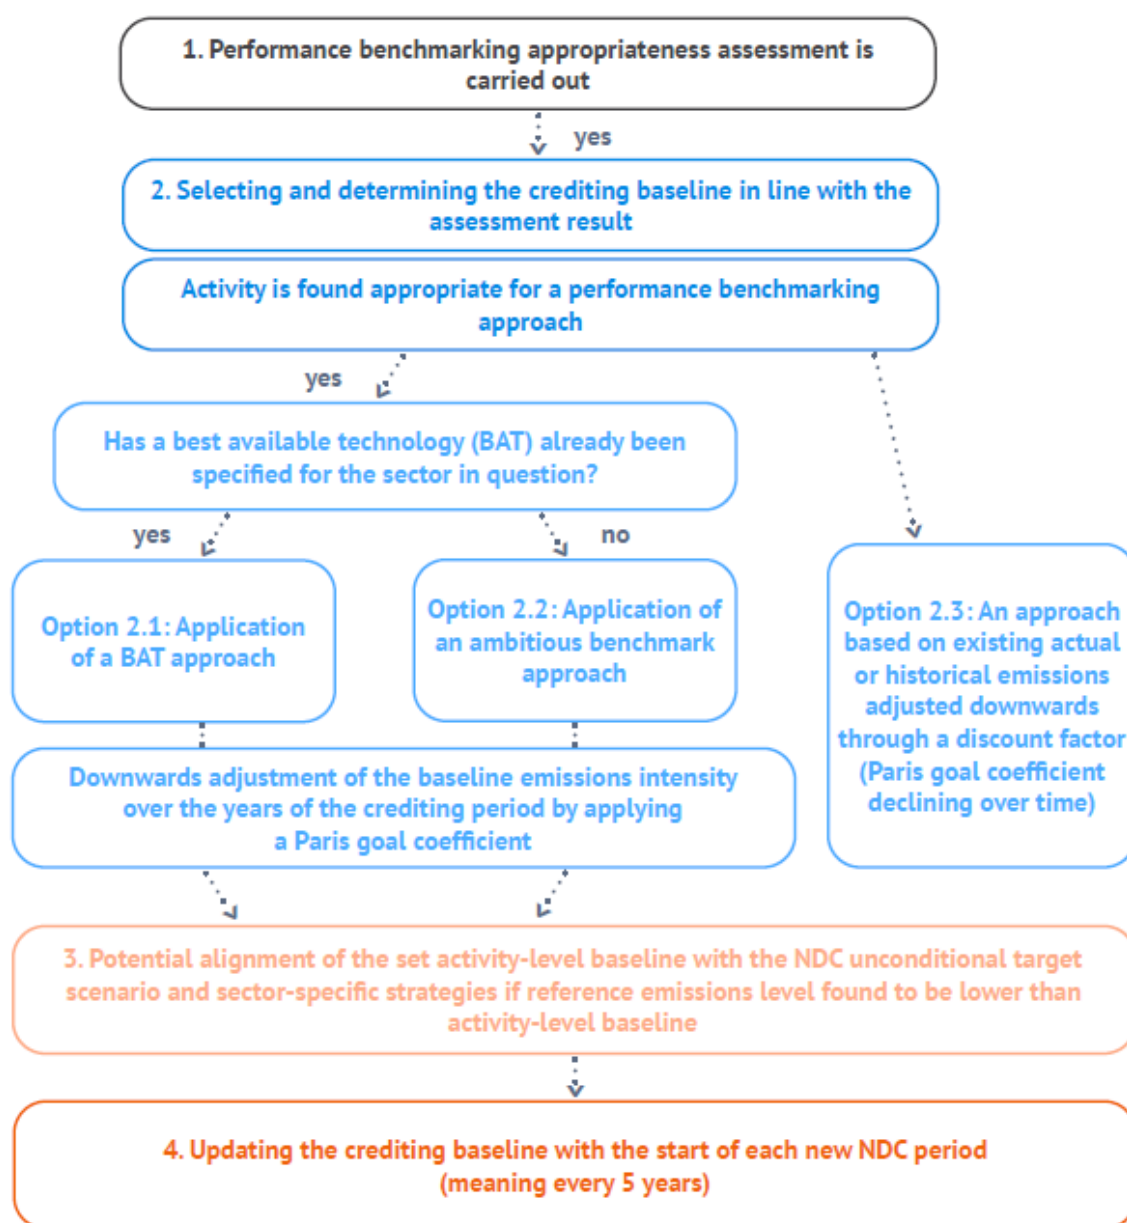 1. Performance benchmarking appropriateness assessment is
carried out
yes
2. Selecting and determining the crediting baseline in line with the
assessment result
Activity is found appropriate for a performance benchmarking
approach
yes
Has a best available technology (BAT) already been
specified for the sector in question?
yes
no
Option 2.1: Application
of a BAT approach
Option 2.2: Application of
an ambitious benchmark
approach
Option 2.3: An approach
based on existing actual
or historical emissions
adjusted downwards
through a discount factor
(Paris goal coefficient
declining over time)
Downwards adjustment of the baseline emissions intensity
over the years of the crediting period by applying
a Paris goal coefficient
3. Potential alignment of the set activity-level baseline with the NDC unconditional target
scenario and sector-specific strategies if reference emissions level found to be lower than
activity-level baseline
4. Updating the crediting baseline with the start of each new NDC period
(meaning every 5 years)